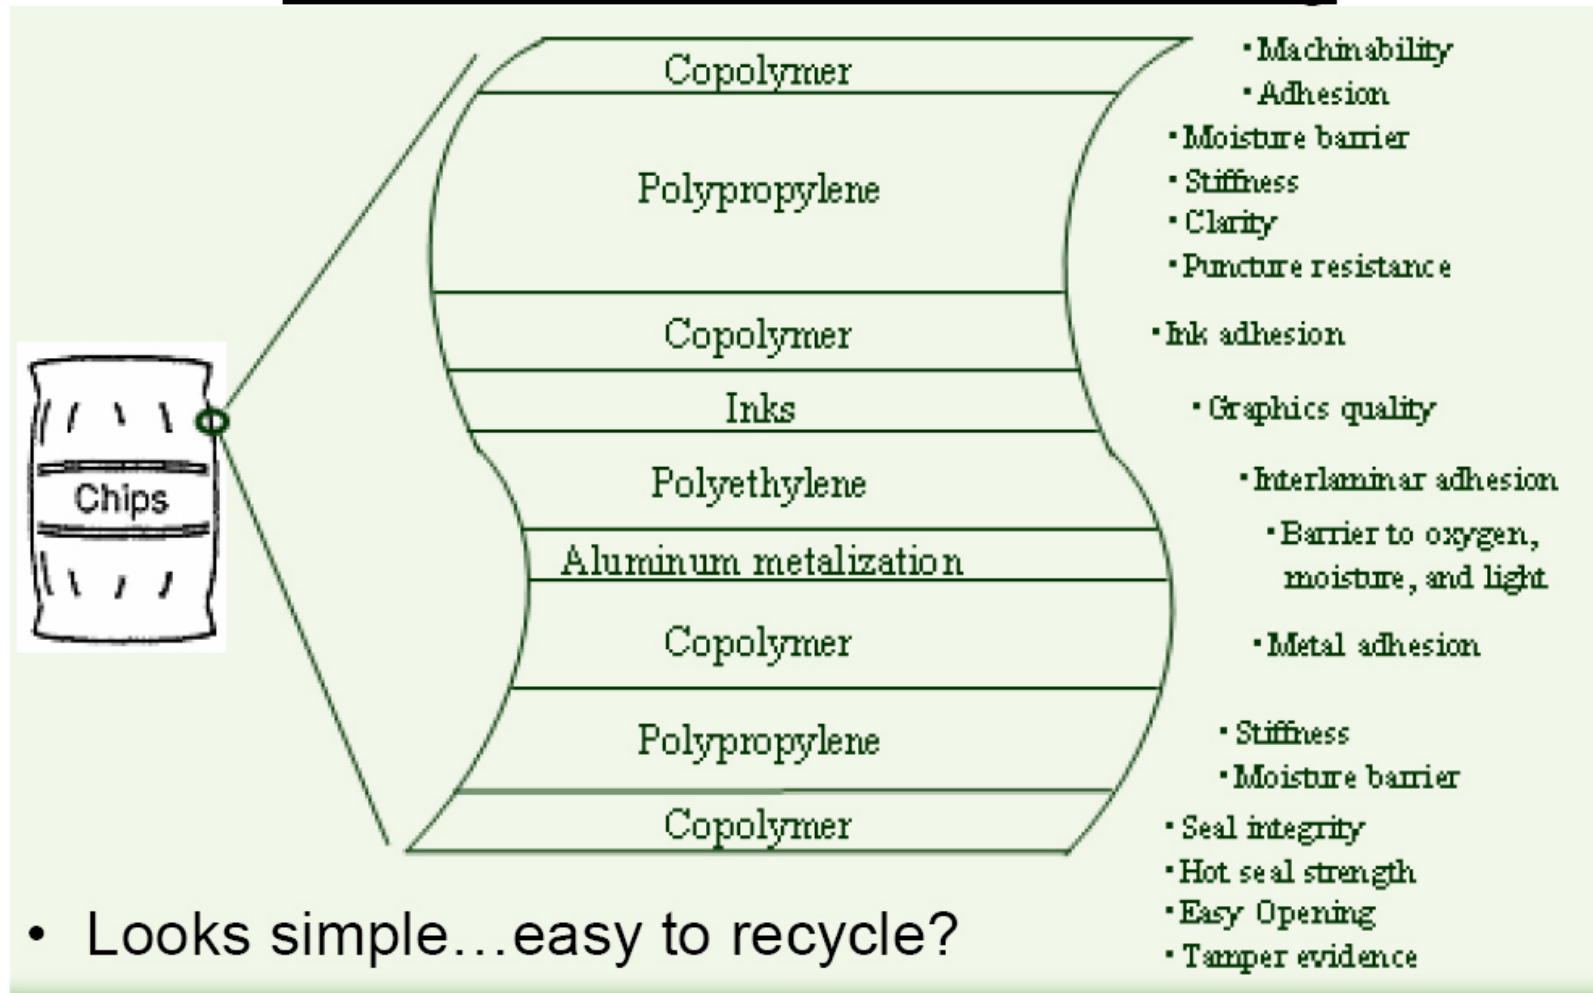 Copolymer
• Machinability
• Adhesion
Polypropylene
• Moisture barrier
• Stiffness
• Clarity
• Puncture resistance
Copolymer
• Ink adhesion
Inks
• Graphics quality
Polyethylene
• Interlaminar adhesion
Aluminum metalization
• Barrier to oxygen,
moisture, and light
Copolymer
• Metal adhesion
Polypropylene
• Stiffness
• Moisture barrier
Copolymer
• Seal integrity
• Hot seal strength
• Easy Opening
• Tamper evidence
Chips
• Looks simple...easy to recycle?